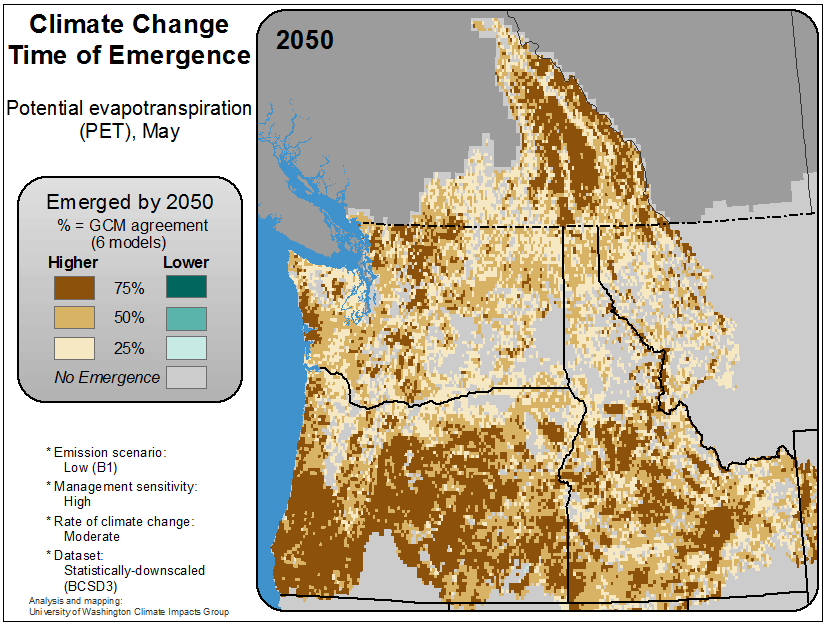 Climate Change
Time of Emergence
Potential evapotranspiration
(PET), May
Emerged by 2050
% = GCM agreement
(6 models)
Higher Lower
75%
50%
25%
No Emergence
* Emission scenario:
Low (B1)
* Management sensitivity:
High
* Rate of climate change:
Moderate
* Dataset:
Statistically-downscaled
(BCSD3)
Analysis and mapping:
University of Washington Climate Impacts Group
2050